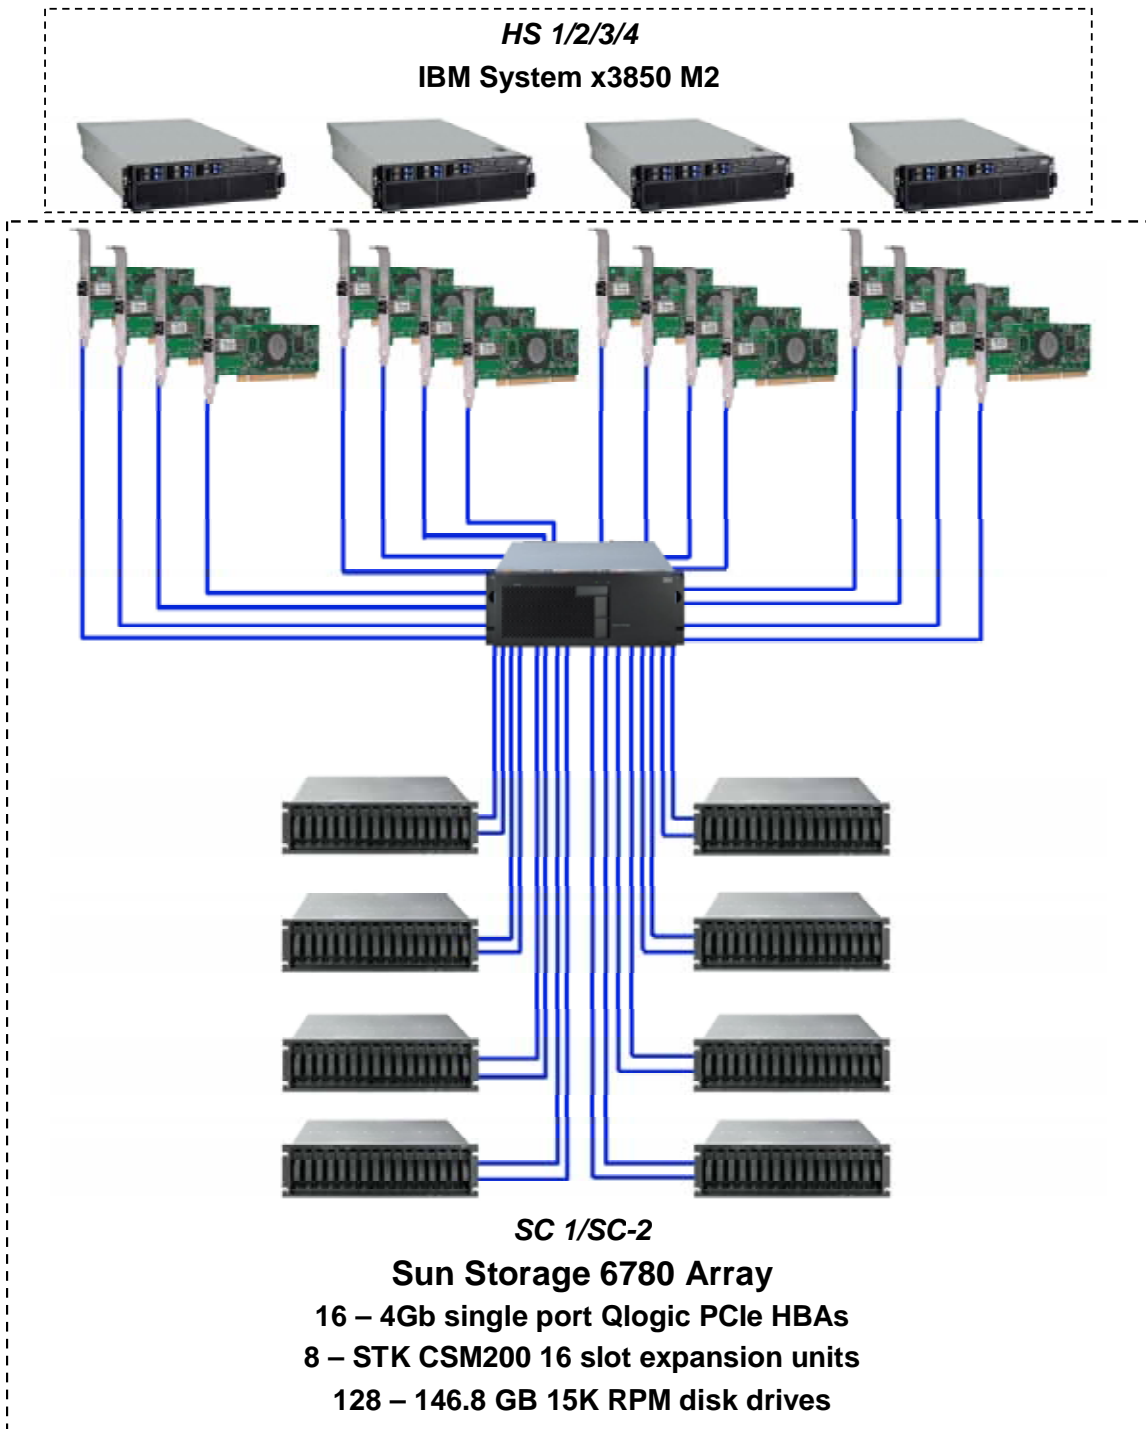 HS 1/2/3/4
IBM System x3850 M2
SC 1/SC-2
Sun Storage 6780 Array
16 – 4Gb single port Qlogic PCIe HBAs
8 – STK CSM200 16 slot expansion units
128 – 146.8 GB 15K RPM disk drives